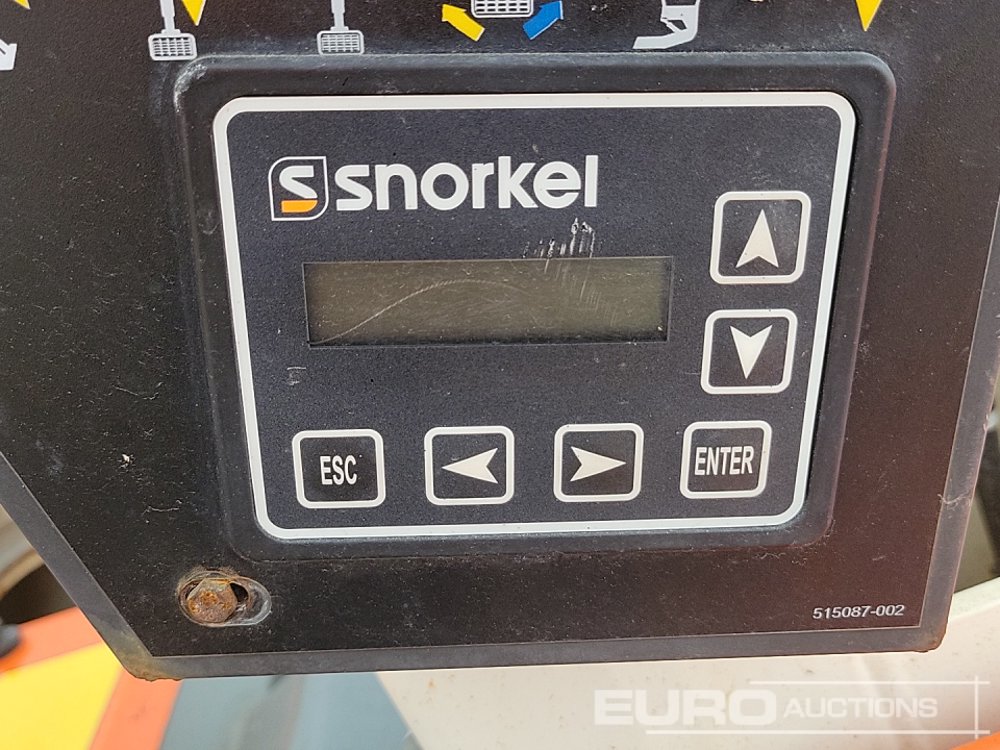 snorkel
ESC
ENTER
515087-002
EURO AUCTIONS